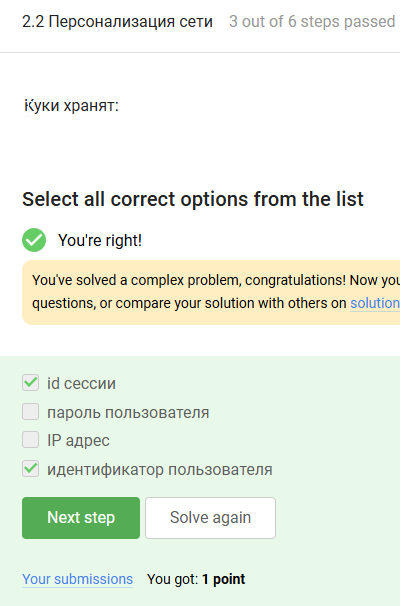 2.2 Персонализация сети 3 out of 6 steps passed
Куки хранят:
Select all correct options from the list
You're right!
You've solved a complex problem, congratulations! Now you
questions, or compare your solution with others on solution
id сессии
пароль пользователя
IP адрес
идентификатор пользователя
Next step Solve again
Your submissions You got: 1 point